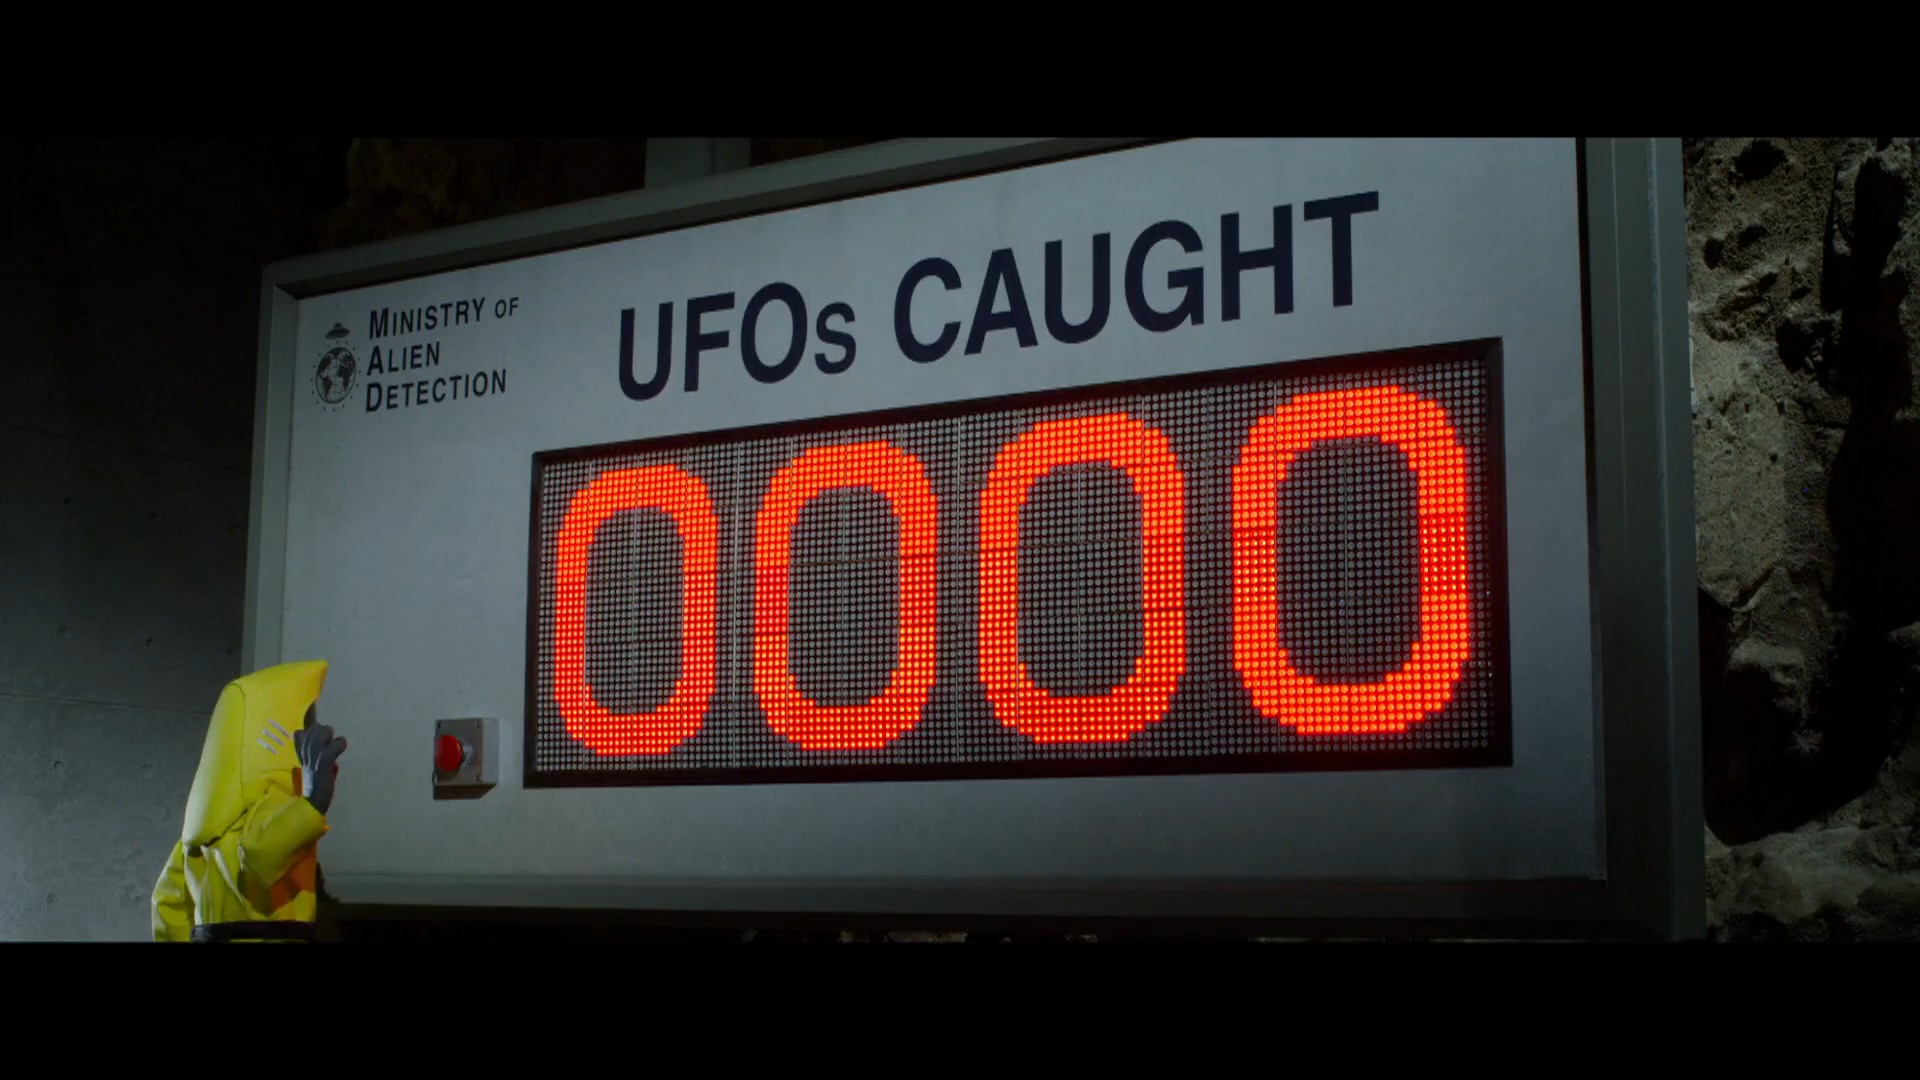 MINISTRY OF
ALIEN
DETECTION
UFOs CAUGHT
0000